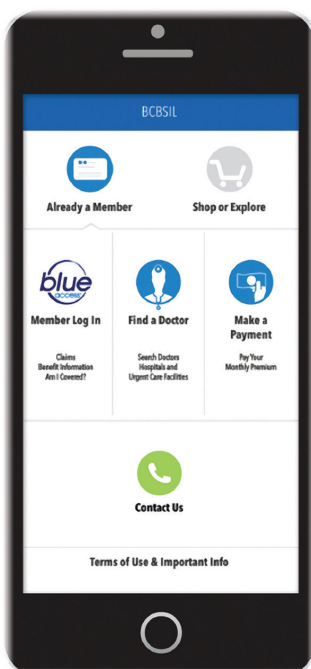 BCBSIL
Already a Member
Shop or Explore
blue
access
Member Log In
Claims
Benefit Information
Am I Covered?
Find a Doctor
Search Doctors
Hospitals and
Urgent Care Facilities
Make a
Payment
Pay Your
Monthly Premium
Contact Us
Terms of Use & Important Info